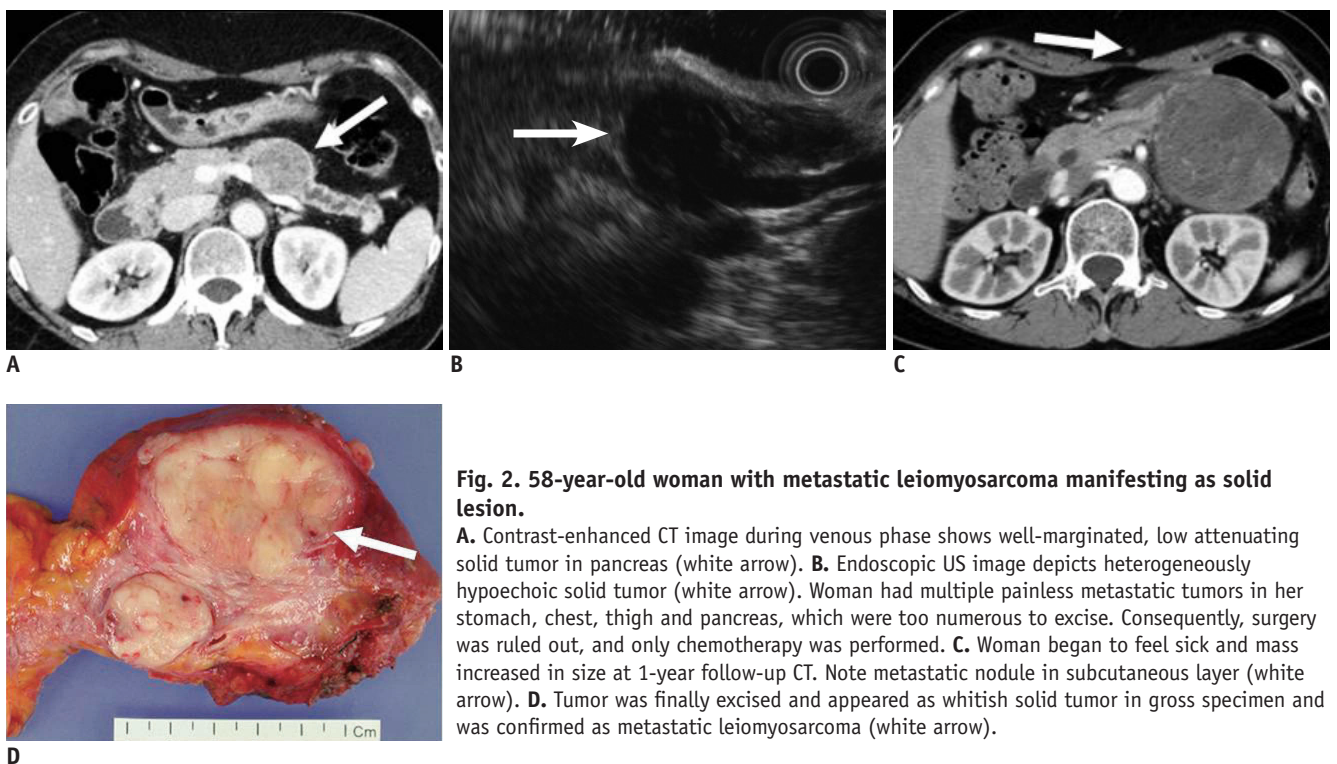 A
B
C
Cm
D
Fig. 2. 58-year-old woman with metastatic leiomyosarcoma manifesting as solid
lesion.
A. Contrast-enhanced CT image during venous phase shows well-marginated, low attenuating
solid tumor in pancreas (white arrow). B. Endoscopic US image depicts heterogeneously
hypoechoic solid tumor (white arrow). Woman had multiple painless metastatic tumors in her
stomach, chest, thigh and pancreas, which were too numerous to excise. Consequently, surgery
was ruled out, and only chemotherapy was performed. C. Woman began to feel sick and mass
increased in size at 1-year follow-up CT. Note metastatic nodule in subcutaneous layer (white
arrow). D. Tumor was finally excised and appeared as whitish solid tumor in gross specimen and
was confirmed as metastatic leiomyosarcoma (white arrow).